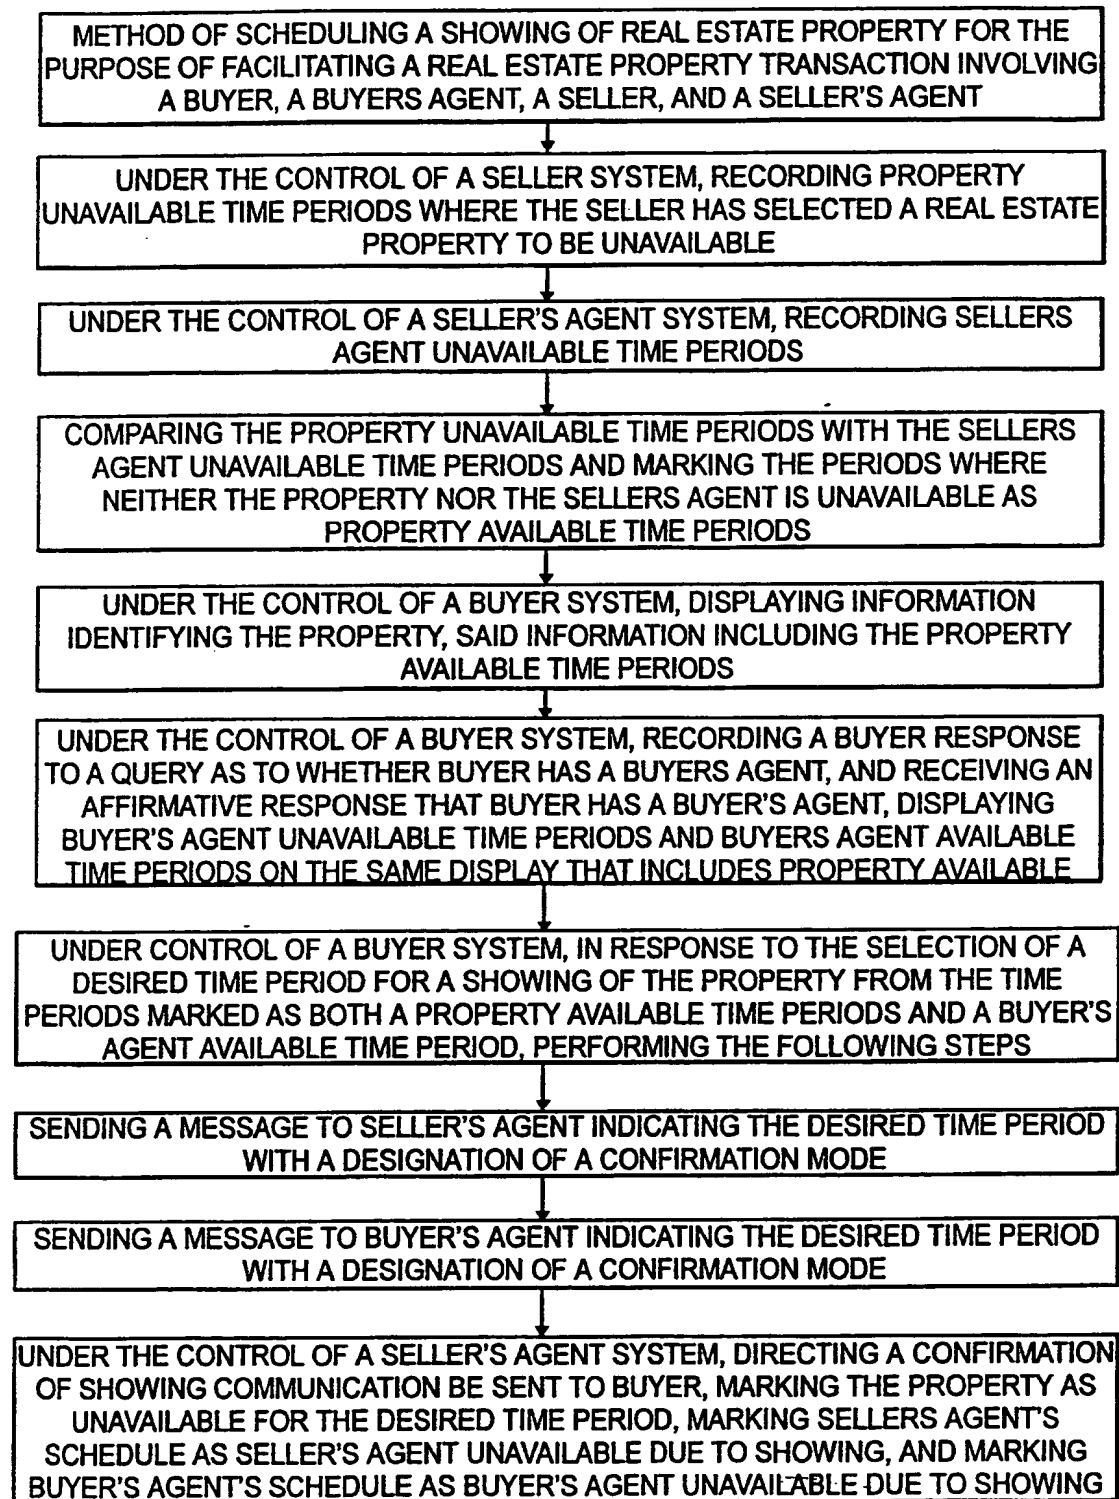 METHOD OF SCHEDULING A SHOWING OF REAL ESTATE PROPERTY FOR THE
PURPOSE OF FACILITATING A REAL ESTATE PROPERTY TRANSACTION INVOLVING
A BUYER, A BUYERS AGENT, A SELLER, AND A SELLER'S AGENT
UNDER THE CONTROL OF A SELLER SYSTEM, RECORDING PROPERTY
UNAVAILABLE TIME PERIODS WHERE THE SELLER HAS SELECTED A REAL ESTATE
PROPERTY TO BE UNAVAILABLE
UNDER THE CONTROL OF A SELLER'S AGENT SYSTEM, RECORDING SELLERS
AGENT UNAVAILABLE TIME PERIODS
COMPARING THE PROPERTY UNAVAILABLE TIME PERIODS WITH THE SELLERS
AGENT UNAVAILABLE TIME PERIODS AND MARKING THE PERIODS WHERE
NEITHER THE PROPERTY NOR THE SELLERS AGENT IS UNAVAILABLE AS
PROPERTY AVAILABLE TIME PERIODS
UNDER THE CONTROL OF A BUYER SYSTEM, DISPLAYING INFORMATION
IDENTIFYING THE PROPERTY, SAID INFORMATION INCLUDING THE PROPERTY
AVAILABLE TIME PERIODS
UNDER THE CONTROL OF A BUYER SYSTEM, RECORDING A BUYER RESPONSE
TO A QUERY AS TO WHETHER BUYER HAS A BUYERS AGENT, AND RECEIVING AN
AFFIRMATIVE RESPONSE THAT BUYER HAS A BUYER'S AGENT, DISPLAYING
BUYER'S AGENT UNAVAILABLE TIME PERIODS AND BUYERS AGENT AVAILABLE
TIME PERIODS ON THE SAME DISPLAY THAT INCLUDES PROPERTY AVAILABLE
UNDER CONTROL OF A BUYER SYSTEM, IN RESPONSE TO THE SELECTION OF A
DESIRED TIME PERIOD FOR A SHOWING OF THE PROPERTY FROM THE TIME
PERIODS MARKED AS BOTH A PROPERTY AVAILABLE TIME PERIODS AND A BUYER'S
AGENT AVAILABLE TIME PERIOD, PERFORMING THE FOLLOWING STEPS
SENDING A MESSAGE TO SELLER'S AGENT INDICATING THE DESIRED TIME PERIOD
WITH A DESIGNATION OF A CONFIRMATION MODE
SENDING A MESSAGE TO BUYER'S AGENT INDICATING THE DESIRED TIME PERIOD
WITH A DESIGNATION OF A CONFIRMATION MODE
UNDER THE CONTROL OF A SELLER'S AGENT SYSTEM, DIRECTING A CONFIRMATION
OF SHOWING COMMUNICATION BE SENT TO BUYER, MARKING THE PROPERTY AS
UNAVAILABLE FOR THE DESIRED TIME PERIOD, MARKING SELLERS AGENT'S
SCHEDULE AS SELLER'S AGENT UNAVAILABLE DUE TO SHOWING, AND MARKING
BUYER'S AGENT'S SCHEDULE AS BUYER'S AGENT UNAVAILABLE DUE TO SHOWING